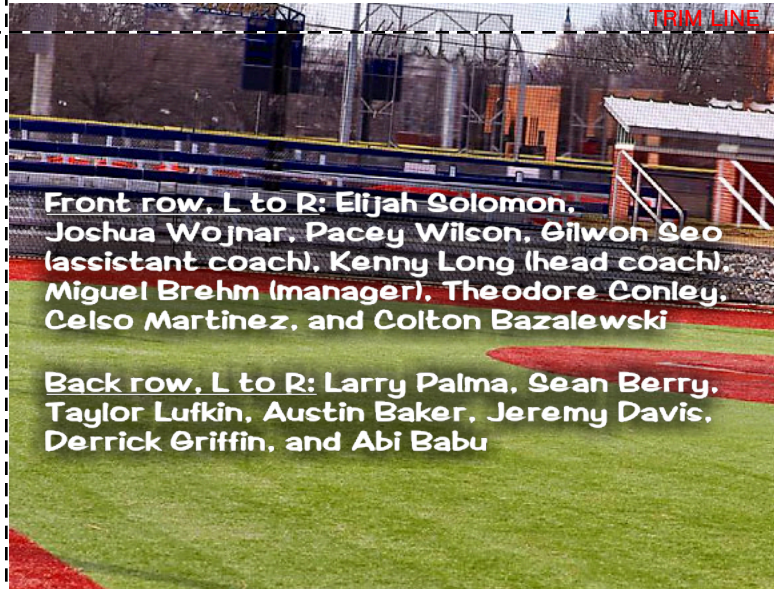 TRIM LINE
Front row, L to R: Elijah Solomon,
Joshua Wojnar, Pacey Wilson, Gilwon Seo
(assistant coach), Kenny Long (head coach),
Miguel Brehm (manager), Theodore Conley,
Celso Martinez, and Colton Bazalewski
Back row, L to R: Larry Palma, Sean Berry,
Taylor Lufkin, Austin Baker, Jeremy Davis,
Derrick Griffin, and Abi Babu